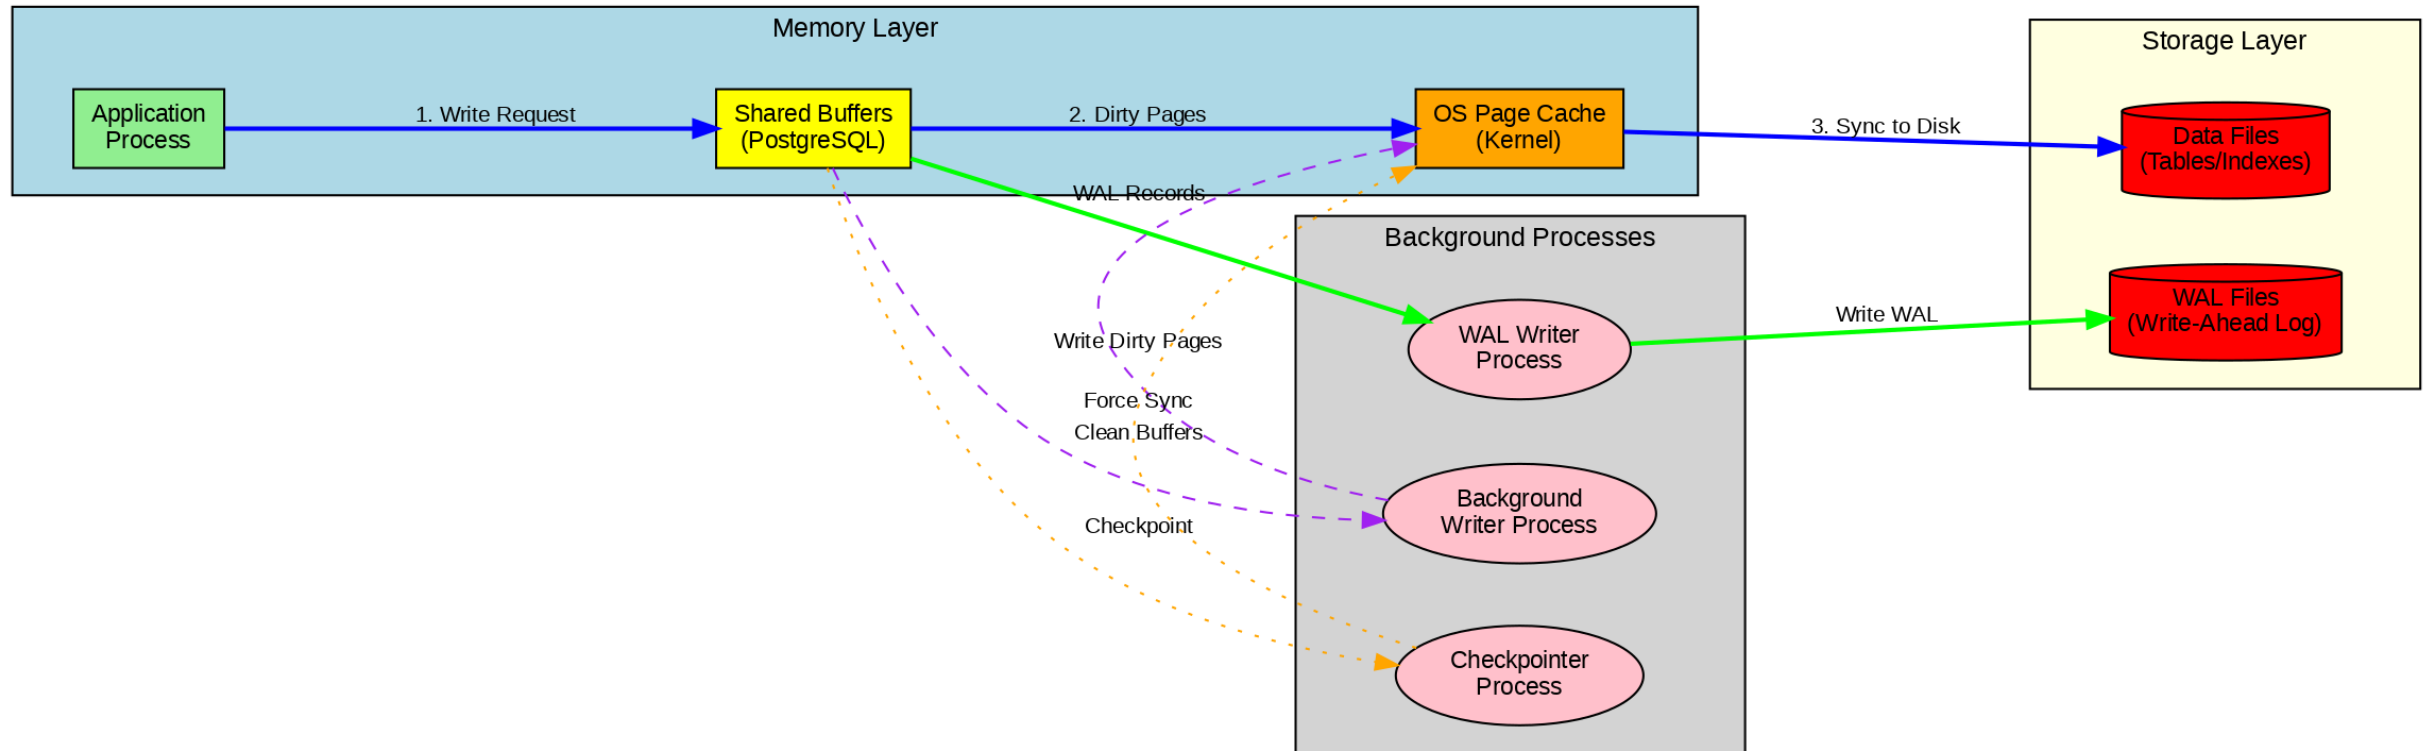 Memory Layer
Application
Process
1. Write Request
Shared Buffers
(PostgreSQL)
2. Dirty Pages
OS Page Cache
(Kernel)
3. Sync to Disk
Storage Layer
Data Files
(Tables/Indexes)
WAL Records
Background Processes
WAL Writer
Process
Write WAL
WAL Files
(Write-Ahead Log)
Write Dirty Pages
Force Sync
Clean Buffers
Background
Writer Process
Checkpoint
Checkpointer
Process